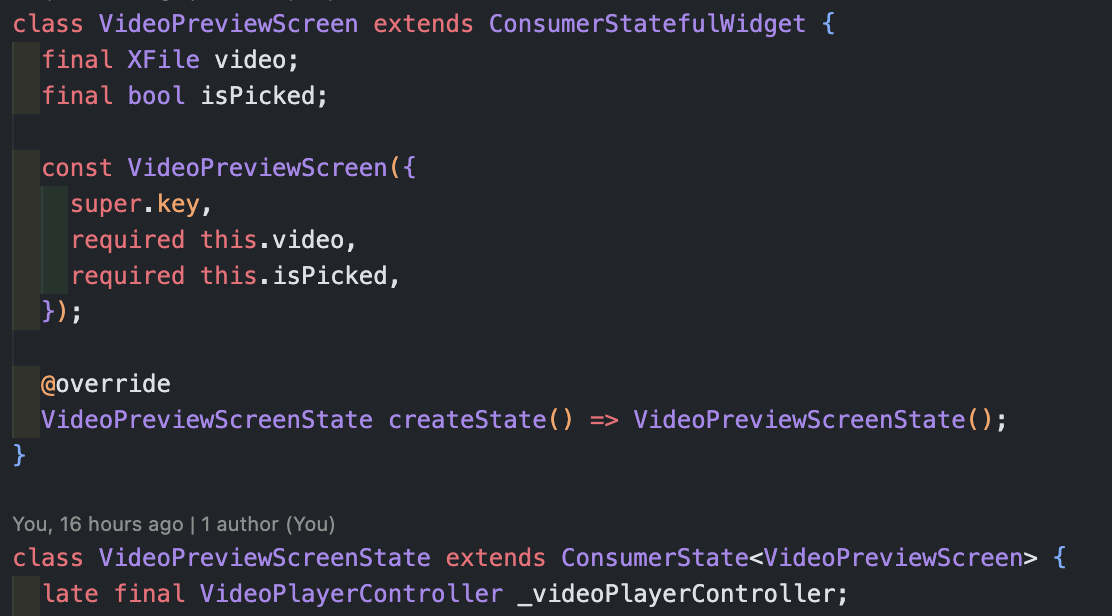 class VideoPreviewScreen extends ConsumerStatefulWidget {
  final XFile video;
  final bool isPicked;

  const VideoPreviewScreen({
    super.key,
    required this.video,
    required this.isPicked,
  });

  @override
  VideoPreviewScreenState createState() => VideoPreviewScreenState();
}

You, 16 hours ago | 1 author (You)
class VideoPreviewScreenState extends ConsumerState<VideoPreviewScreen> {
  late final VideoPlayerController _videoPlayerController;